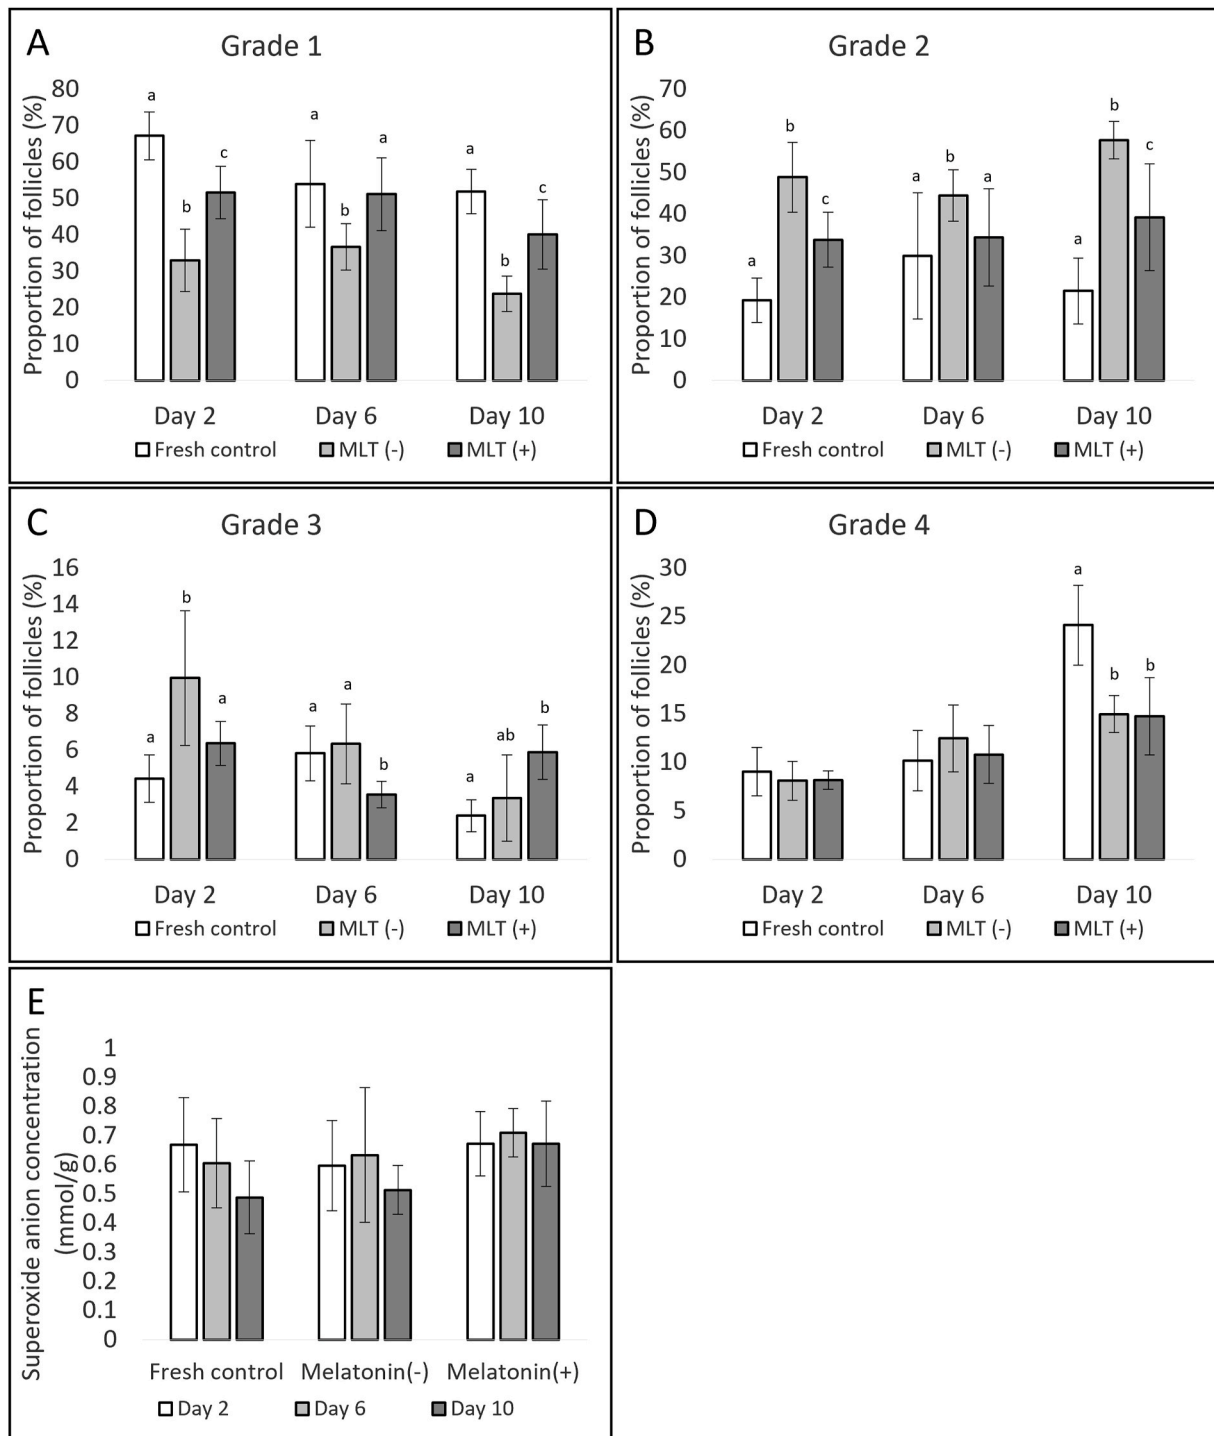 A
Grade 1
Proportion of follicles (%)
80
70
60
50
40
30
20
10
0
a
b
c
a
b
a
a
b
c
Day 2 Day 6 Day 10
Fresh control MLT (-) MLT (+)
B
Grade 2
Proportion of follicles (%)
70
60
50
40
30
20
10
0
a
b
c
a
b
a
a
b
c
Day 2 Day 6 Day 10
Fresh control MLT (-) MLT (+)
C
Grade 3
Proportion of follicles (%)
16
14
12
10
8
6
4
2
0
a
b
a
a
a
b
a
ab
b
Day 2 Day 6 Day 10
Fresh control MLT (-) MLT (+)
D
Grade 4
Proportion of follicles (%)
30
25
20
15
10
5
0
a
b
b
Day 2 Day 6 Day 10
Fresh control MLT (-) MLT (+)
E
Superoxide anion concentration
(mmol/g)
1
0.9
0.8
0.7
0.6
0.5
0.4
0.3
0.2
0.1
0
Fresh control Melatonin(-) Melatonin(+)
Day 2 Day 6 Day 10